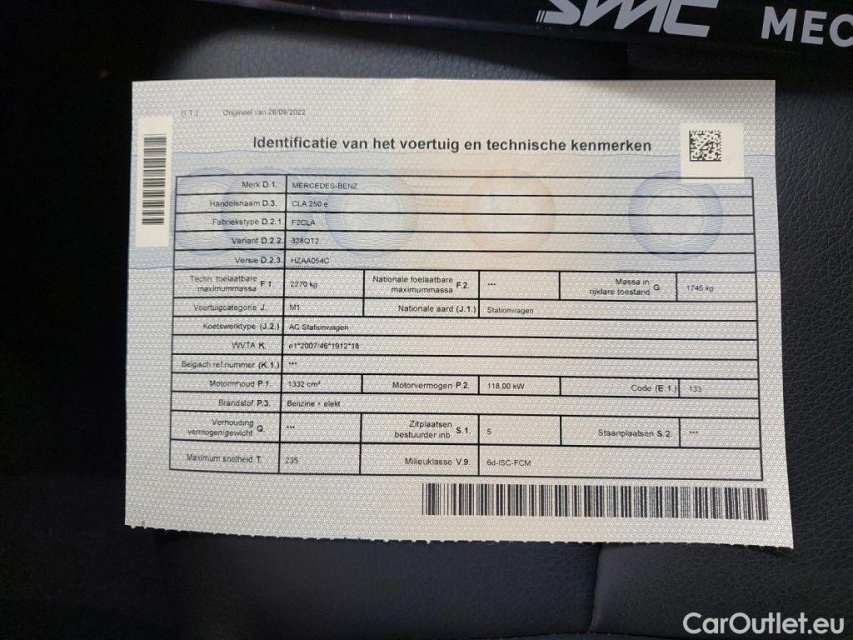 SMC MEC
(I T.) Origineel van 26/09/2022
Identificatie van het voertuig en technische kenmerken
Merk D.1. MERCEDES-BENZ
Handelsnaam D.3. CLA 250 e
Fabriekstype D.2.1. F2CLA
Variant D.2.2. 328QT2
Versie D.2.3. HZAA054C
Techn. toelaatbare maximummassa F.1. 2270 kg Nationale toelaatbare maximummassa F.2. --- Massa in rijklare toestand G 1745 kg
Voertuigcategorie J. M1 Nationale aard (J.1.) Stationwagen
Koetswerktype (J.2.) AC Stationwagen
WVTA K. e1*2007/46*1912*18
Belgisch ref.nummer (K.1.) ---
Motorinhoud P.1. 1332 cm³ Motorvermogen P.2. 118,00 kW Code (E.1.) 133
Brandstof P.3. Benzine + elekt
Verhouding vermogen/gewicht Q. --- Zitplaatsen bestuurder inb S.1. 5 Staanplaatsen S.2. ---
Maximum snelheid T. 235 Milieuklasse V.9. 6d-ISC-FCM
CarOutlet.eu